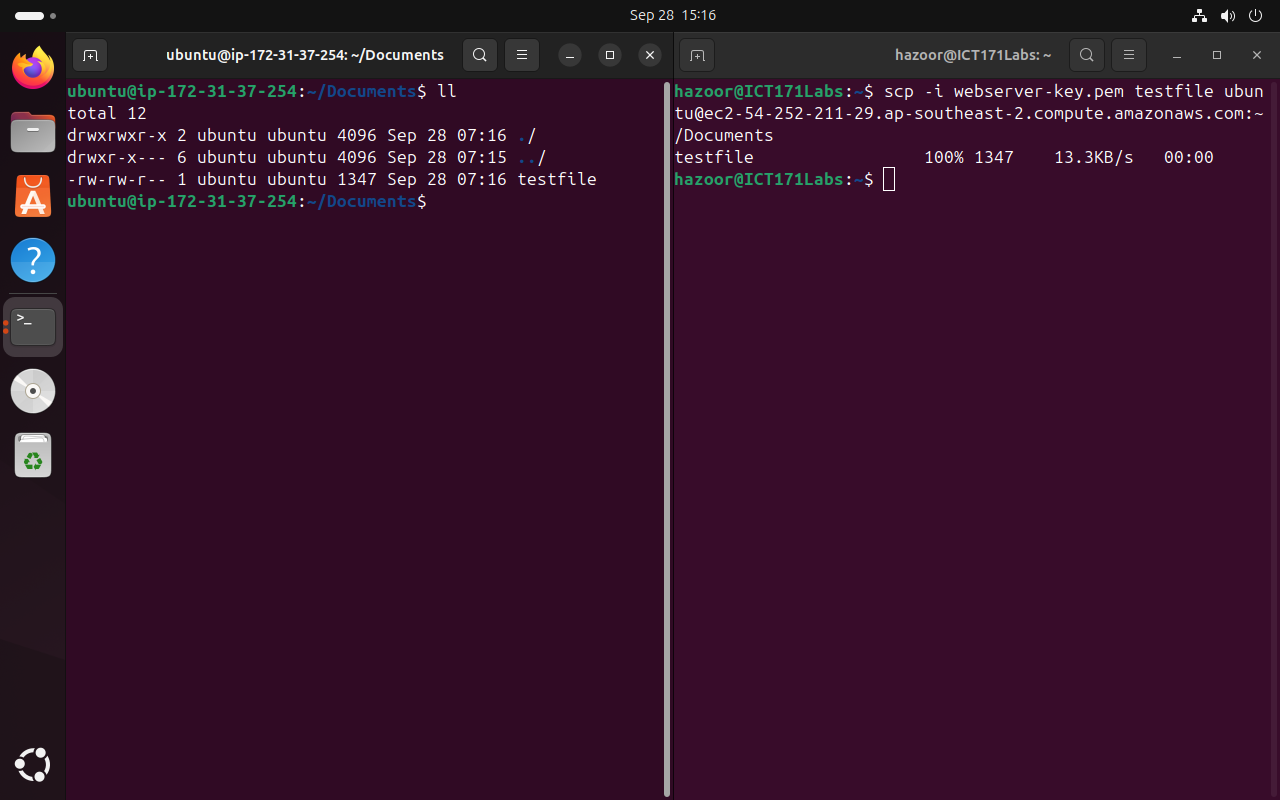 Sep 28 15:16
ubuntu@ip-172-31-37-254: ~/Documents
ubuntu@ip-172-31-37-254:~/Documents$ ll
total 12
drwxrwxr-x 2 ubuntu ubuntu 4096 Sep 28 07:16 ./
drwxr-x--- 6 ubuntu ubuntu 4096 Sep 28 07:15 ../
-rw-rw-r-- 1 ubuntu ubuntu 1347 Sep 28 07:16 testfile
ubuntu@ip-172-31-37-254:~/Documents$
hazoor@ICT171Labs: ~
hazoor@ICT171Labs:~$ scp -i webserver-key.pem testfile ubun
tu@ec2-54-252-211-29.ap-southeast-2.compute.amazonaws.com:~
/Documents
testfile 100% 1347 13.3KB/s 00:00
hazoor@ICT171Labs:~$